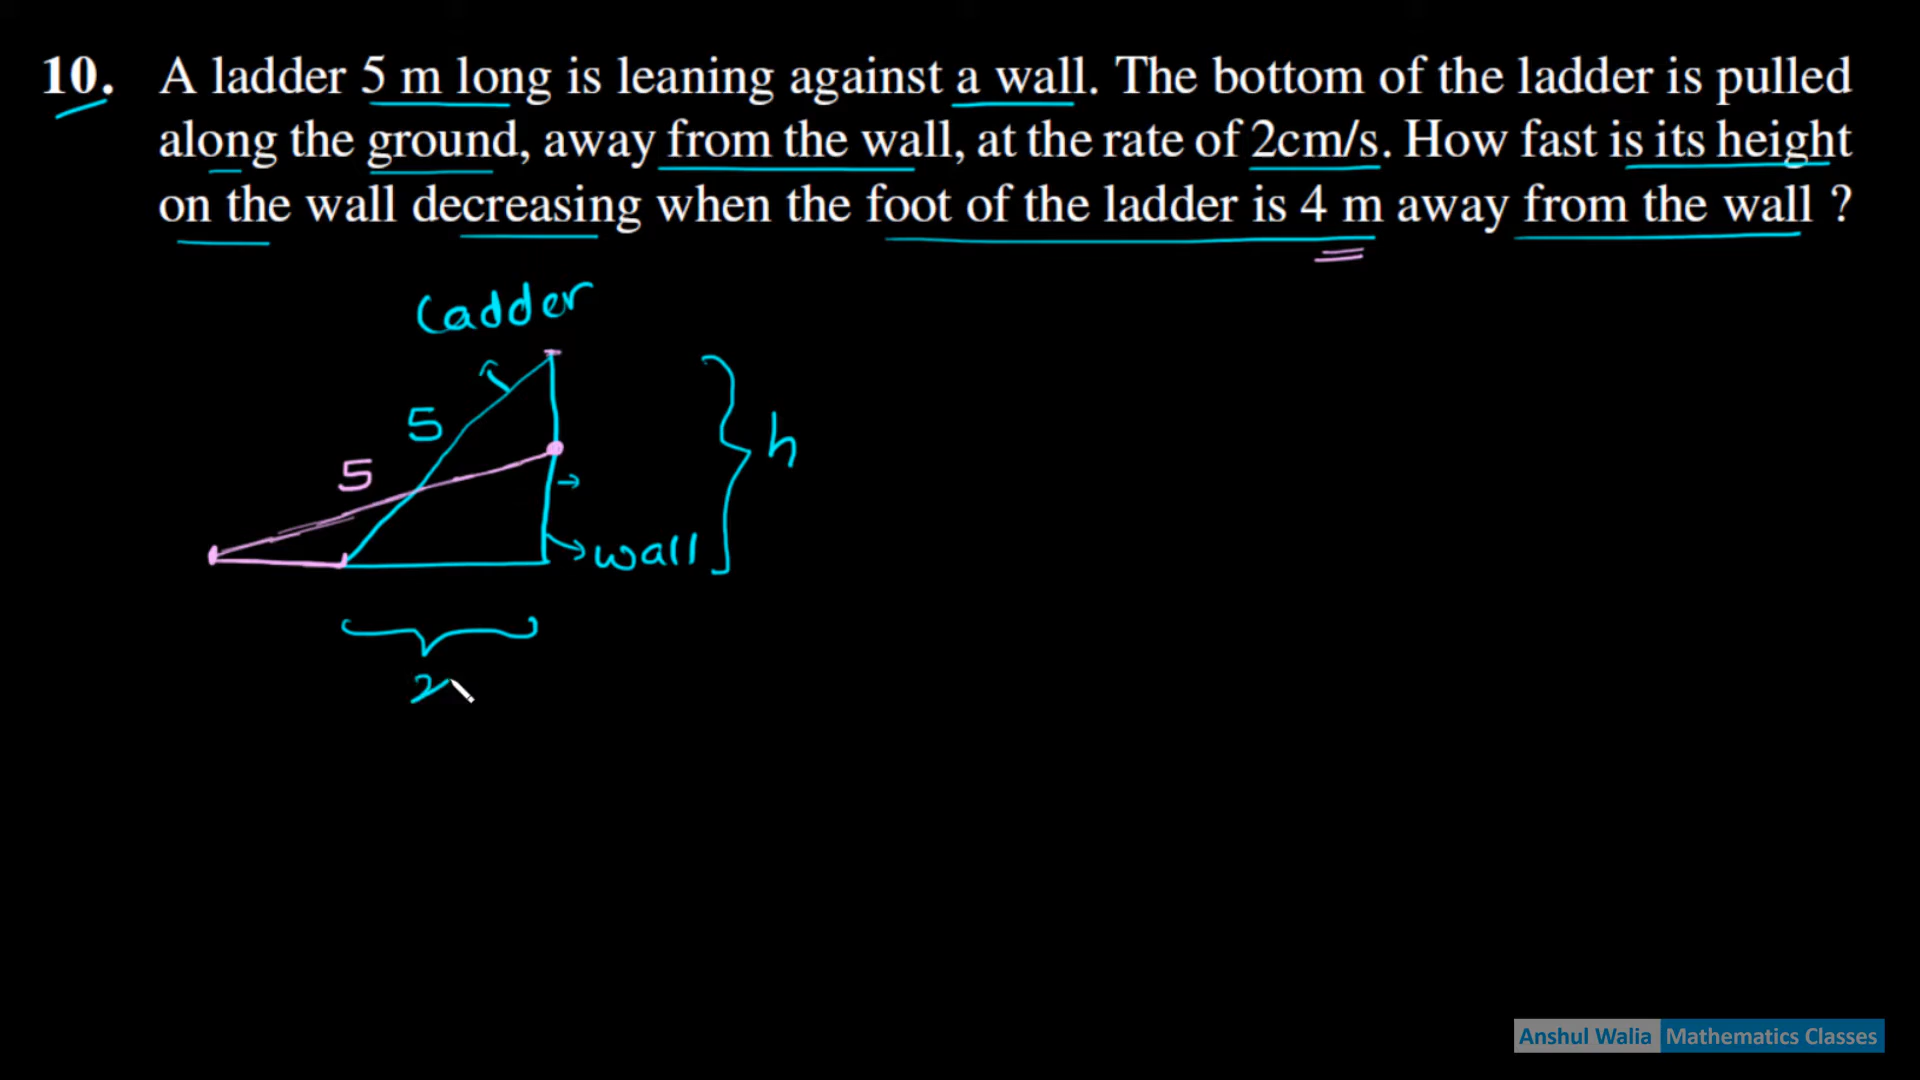 10. A ladder 5 m long is leaning against a wall. The bottom of the ladder is pulled
along the ground, away from the wall, at the rate of 2cm/s. How fast is its height
on the wall decreasing when the foot of the ladder is 4 m away from the wall ?
Ladder
5
h
5
wall
Anshul Walia Mathematics Classes